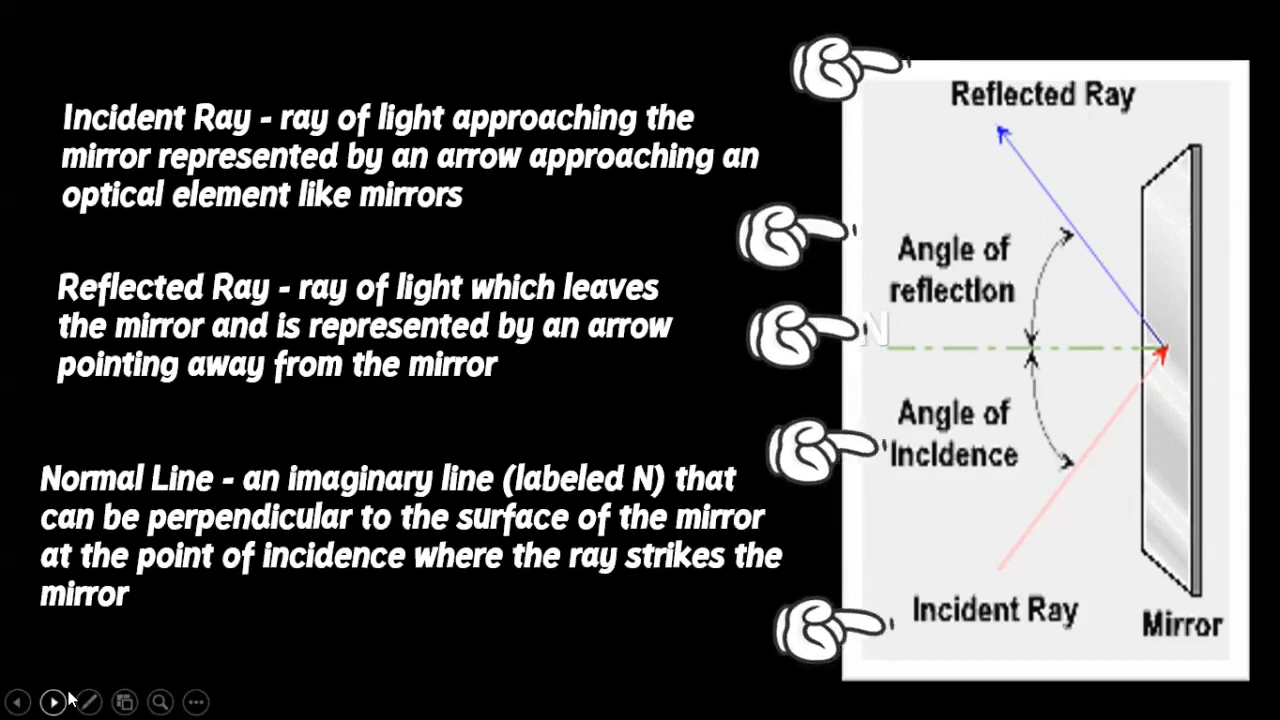 Incident Ray - ray of light approaching the
mirror represented by an arrow approaching an
optical element like mirrors
Reflected Ray - ray of light which leaves
the mirror and is represented by an arrow
pointing away from the mirror
Normal Line - an imaginary line (labeled N) that
can be perpendicular to the surface of the mirror
at the point of incidence where the ray strikes the
mirror
Reflected Ray
Angle of
reflection
N
Angle of
Incidence
Incident Ray
Mirror